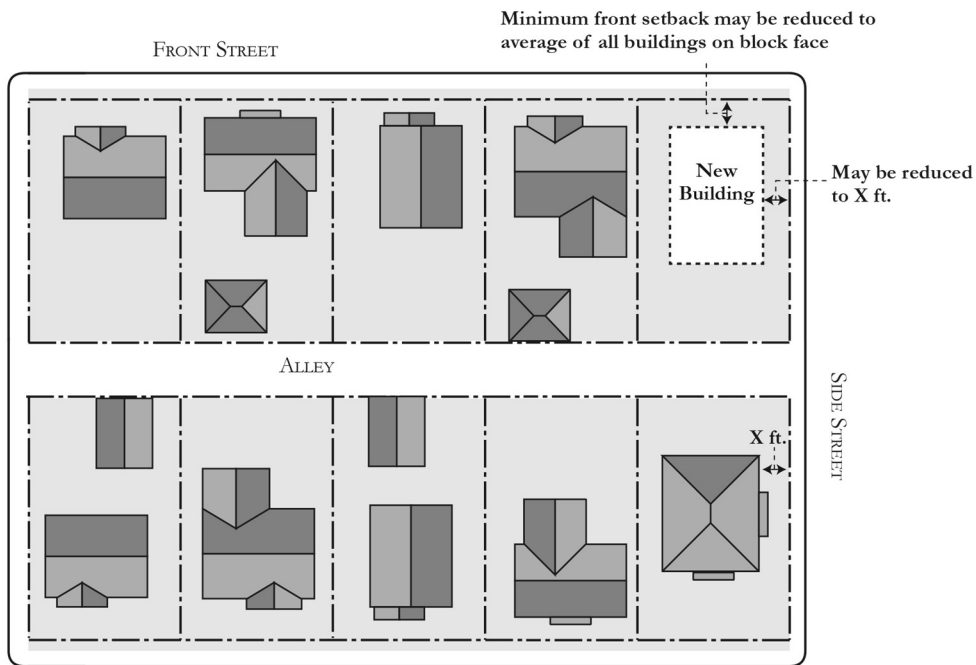 Minimum front setback may be reduced to
average of all buildings on block face
FRONT STREET
New
Building
May be reduced
to X ft.
ALLEY
SIDE STREET
X ft.